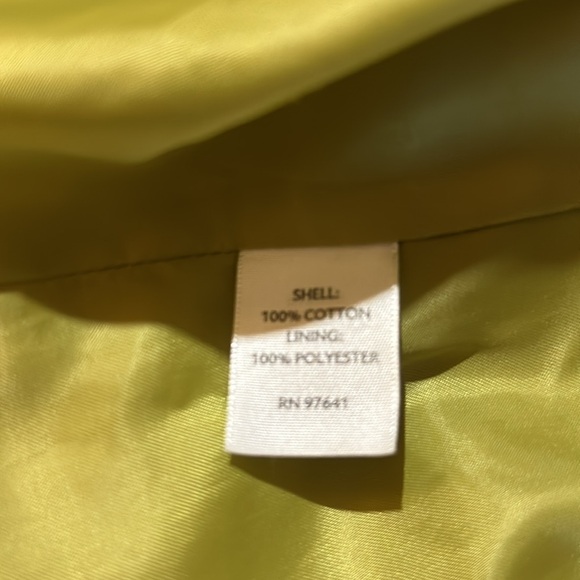 SHELL:
100% COTTON
LINING:
100% POLYESTER
RN 97641